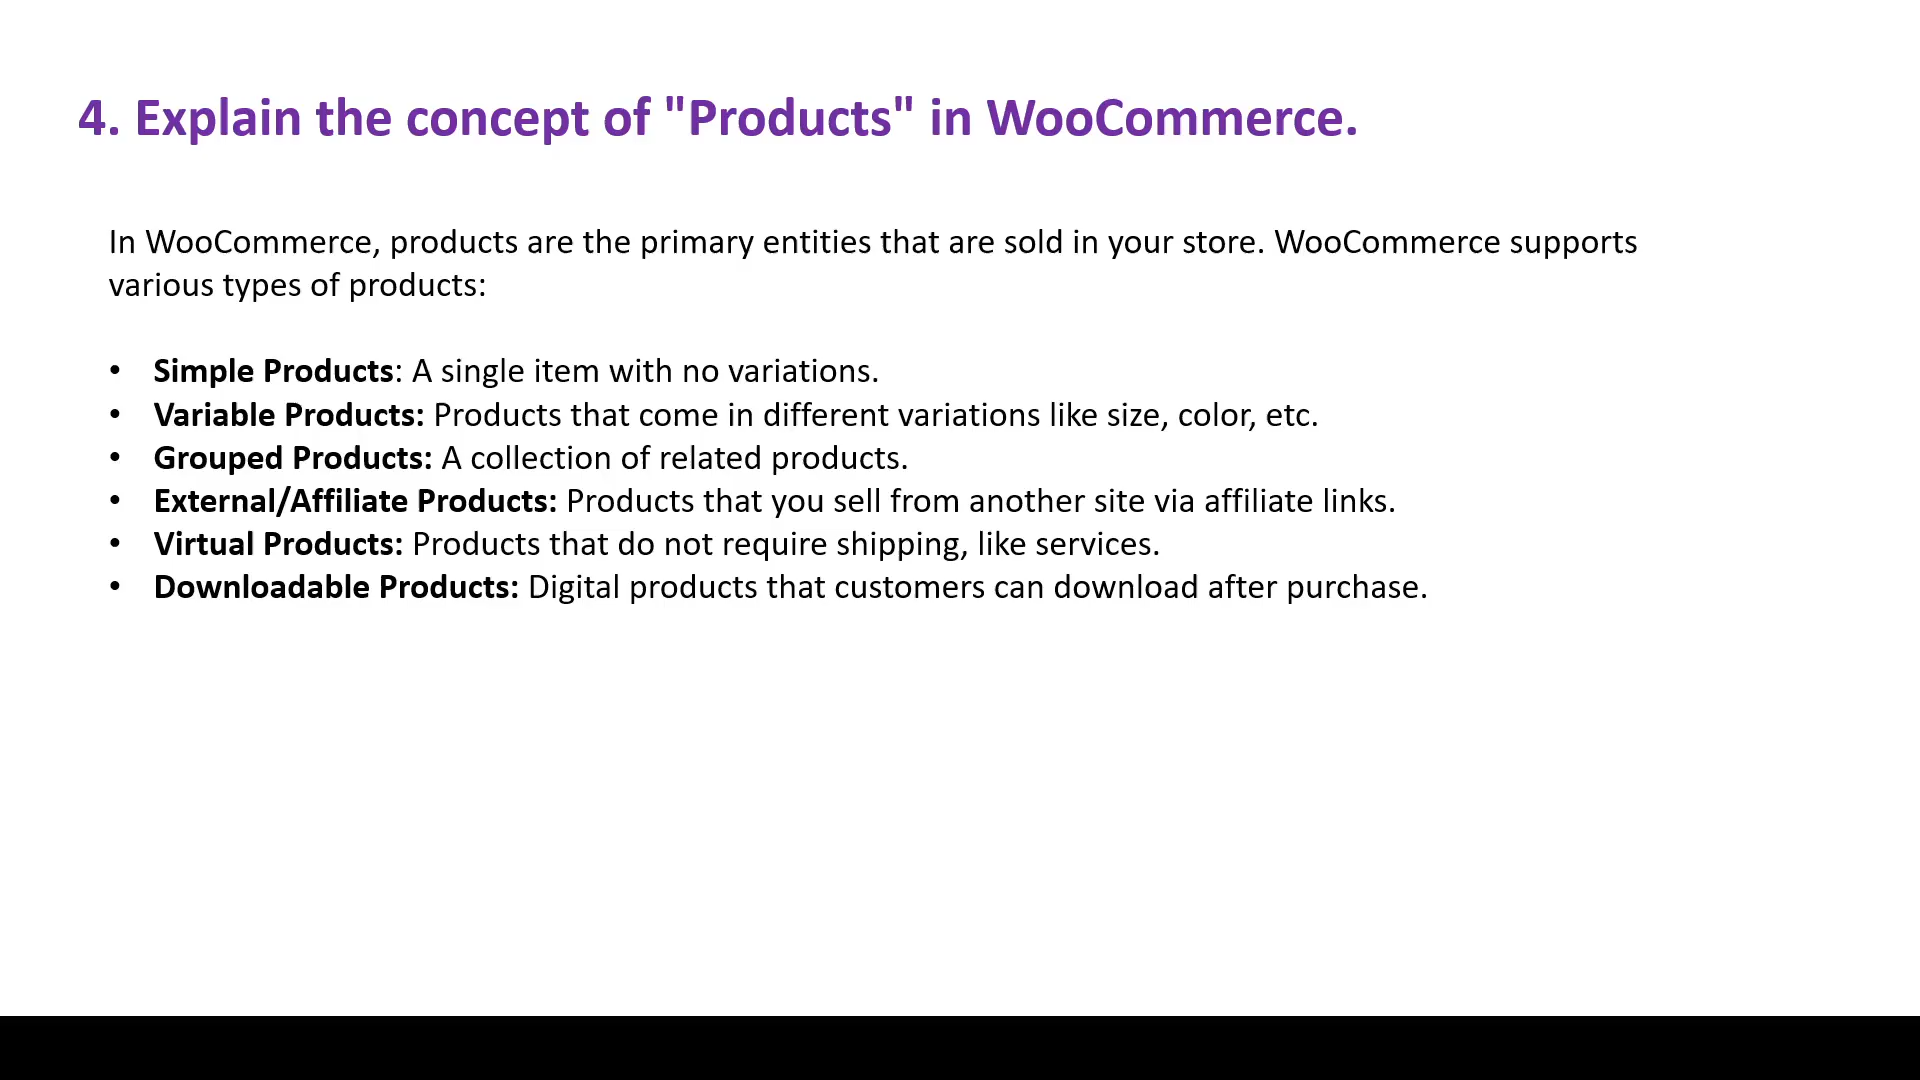 4. Explain the concept of "Products" in WooCommerce.
In WooCommerce, products are the primary entities that are sold in your store. WooCommerce supports
various types of products:
• Simple Products: A single item with no variations.
• Variable Products: Products that come in different variations like size, color, etc.
• Grouped Products: A collection of related products.
• External/Affiliate Products: Products that you sell from another site via affiliate links.
• Virtual Products: Products that do not require shipping, like services.
• Downloadable Products: Digital products that customers can download after purchase.